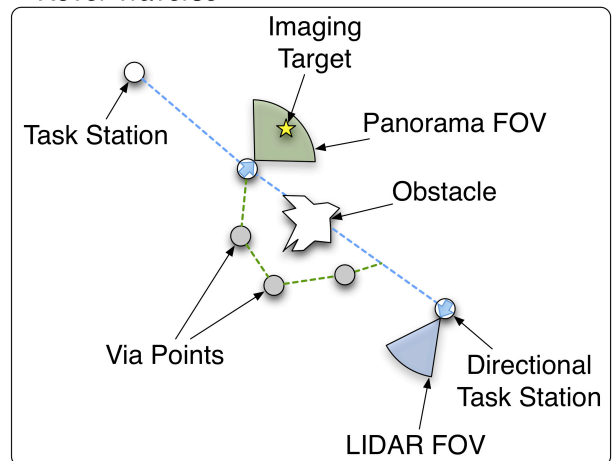 Imaging
Target
Task Station
Panorama FOV
Obstacle
Via Points
Directional
Task Station
LIDAR FOV